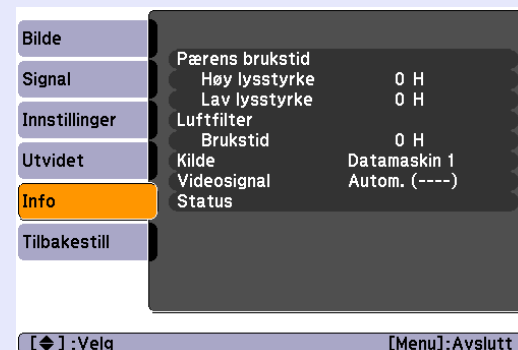 Bilde
Signal
Innstillinger
Utvidet
Info
Tilbakestill
Pærens brukstid
Høy lysstyrke 0 H
Lav lysstyrke 0 H
Luftfilter
Brukstid 0 H
Kilde Datamaskin 1
Videosignal Autom. (----)
Status
[◆] :Velg [Menu]:Avslutt